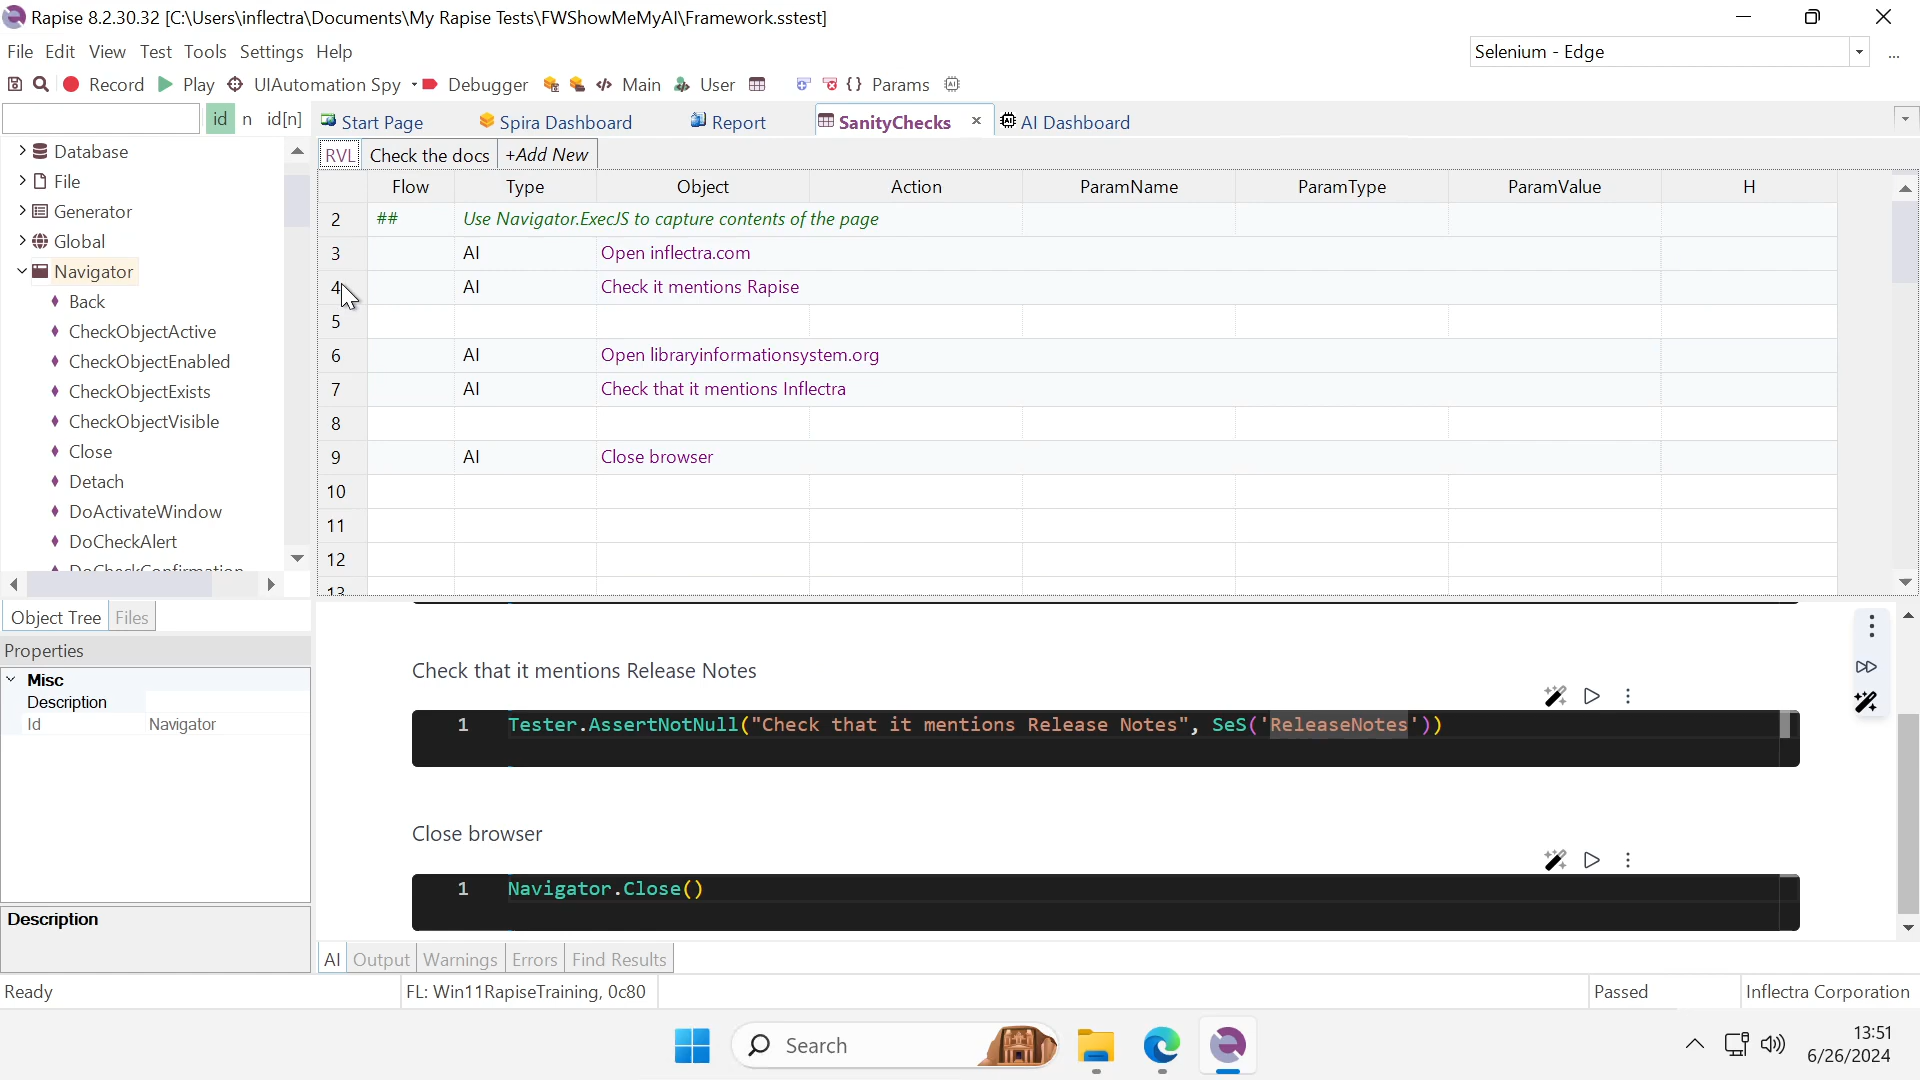 Rapise 8.2.30.32 [C:\Users\inflectra\Documents\My Rapise Tests\FWShowMeMyAI\Framework.sstest]
File Edit View Test Tools Settings Help
Selenium - Edge
...
Record Play UIAutomation Spy Debugger Main User Params
id n id[n]
Start Page Spira Dashboard Report SanityChecks AI Dashboard
RVL Check the docs +Add New
Database
File
Generator
Global
Navigator
Back
CheckObjectActive
CheckObjectEnabled
CheckObjectExists
CheckObjectVisible
Close
Detach
DoActivateWindow
DoCheckAlert
DoCheckConfirmation
Flow Type Object Action ParamName ParamType ParamValue H
2 ## Use Navigator.ExecJS to capture contents of the page
3 AI Open inflectra.com
4 AI Check it mentions Rapise
5
6 AI Open libraryinformationsystem.org
7 AI Check that it mentions Inflectra
8
9 AI Close browser
10
11
12
13
Object Tree Files
Properties
Misc
Description
Id Navigator
Description
Check that it mentions Release Notes
1 Tester.AssertNotNull("Check that it mentions Release Notes", SeS('ReleaseNotes'))
Close browser
1 Navigator.Close()
AI Output Warnings Errors Find Results
Ready FL: Win11RapiseTraining, 0c80 Passed Inflectra Corporation
Search
13:51
6/26/2024